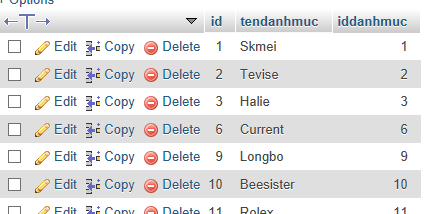 Options
id tendanhmuc iddanhmuc
Edit Copy Delete 1 Skmei 1
Edit Copy Delete 2 Tevise 2
Edit Copy Delete 3 Halie 3
Edit Copy Delete 6 Current 6
Edit Copy Delete 9 Longbo 9
Edit Copy Delete 10 Beesister 10
Edit Copy Delete 11 Rolex 11